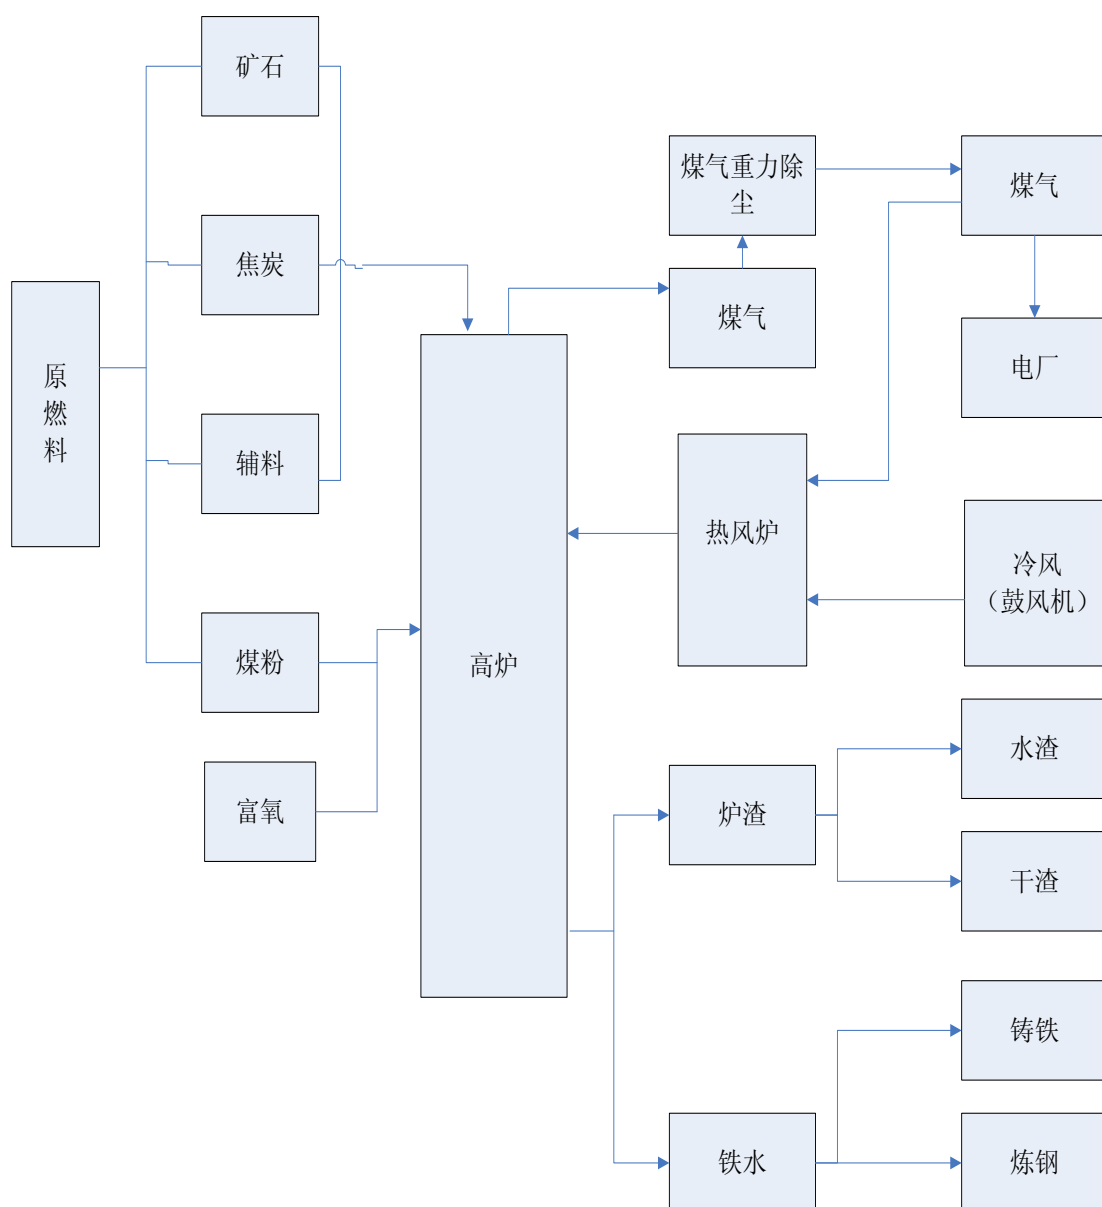 矿石
焦炭
原
燃
料
辅料
煤粉
富氧
高炉
煤气重力除
尘
煤气
煤气
电厂
热风炉
冷风
（鼓风机）
炉渣
水渣
干渣
铁水
铸铁
炼钢